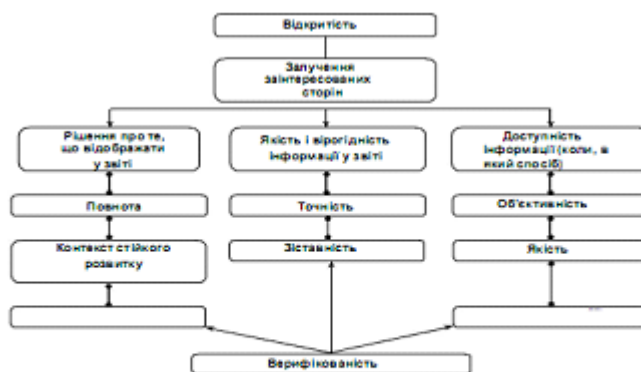 Відкритість
Залучення
заінтересованих
сторін
Рішення про те,
що відображати
у звіті
Якість і вірогідність
інформації у звіті
Доступність
інформації (коли, в
який спосіб)
Повнота
Точність
Об'єктивність
Контекст стійкого
розвитку
Зіставність
Якість
Верифікованість